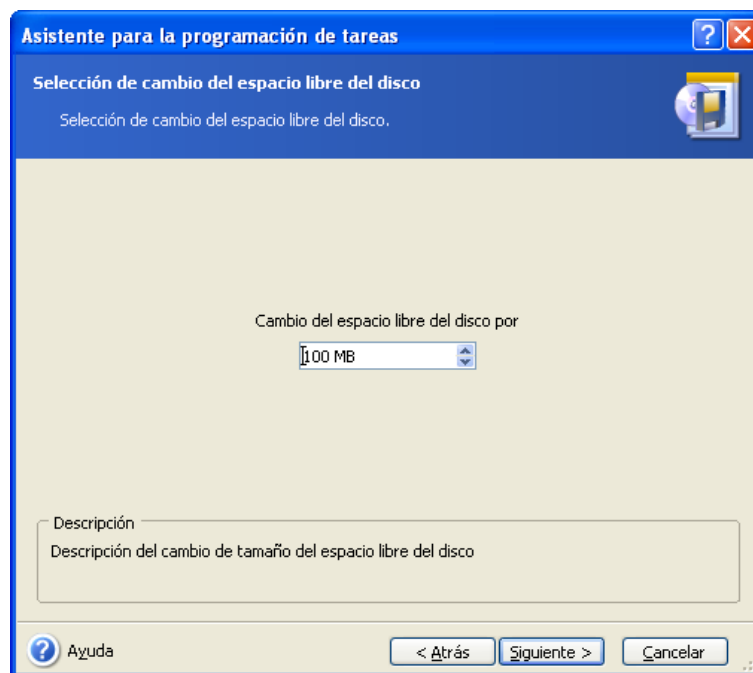 Asistente para la programación de tareas
Selección de cambio del espacio libre del disco
Selección de cambio del espacio libre del disco.
Cambio del espacio libre del disco por
100 MB
Descripción
Descripción del cambio de tamaño del espacio libre del disco
Ayuda < Atrás Siguiente > Cancelar